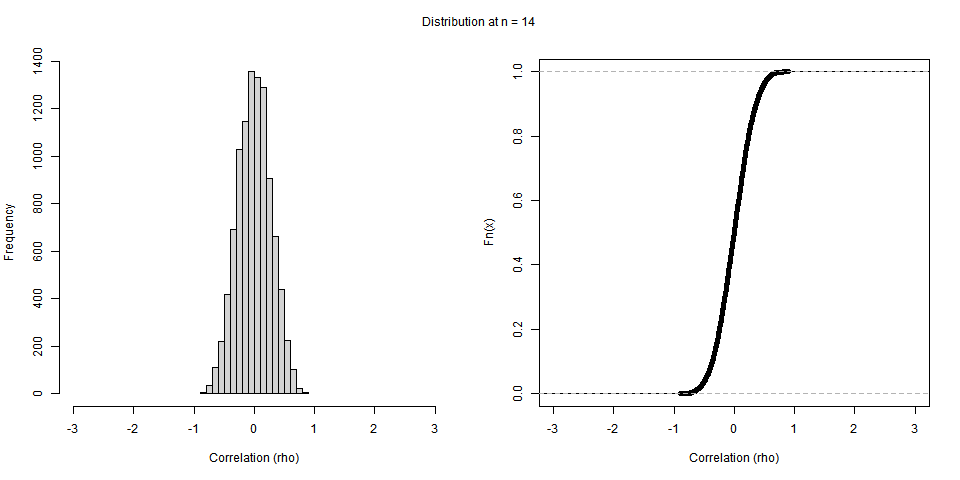 Distribution at n = 14
Frequency
0 200 400 600 800 1000 1200 1400
-3 -2 -1 0 1 2 3
Correlation (rho)
Fn(x)
0.0 0.2 0.4 0.6 0.8 1.0
-3 -2 -1 0 1 2 3
Correlation (rho)